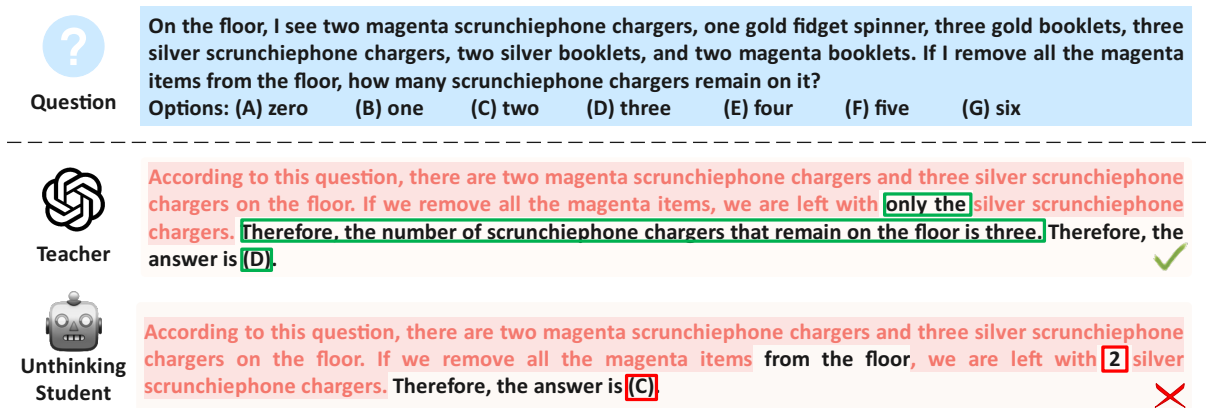 On the floor, I see two magenta scrunchiephone chargers, one gold fidget spinner, three gold booklets, three
silver scrunchiephone chargers, two silver booklets, and two magenta booklets. If I remove all the magenta
items from the floor, how many scrunchiephone chargers remain on it?
Options: (A) zero (B) one (C) two (D) three (E) four (F) five (G) six
?
Question
According to this question, there are two magenta scrunchiephone chargers and three silver scrunchiephone
chargers on the floor. If we remove all the magenta items, we are left with only the silver scrunchiephone
chargers. Therefore, the number of scrunchiephone chargers that remain on the floor is three. Therefore, the
answer is (D).
Teacher
According to this question, there are two magenta scrunchiephone chargers and three silver scrunchiephone
chargers on the floor. If we remove all the magenta items from the floor, we are left with 2 silver
scrunchiephone chargers. Therefore, the answer is (C).
Unthinking
Student